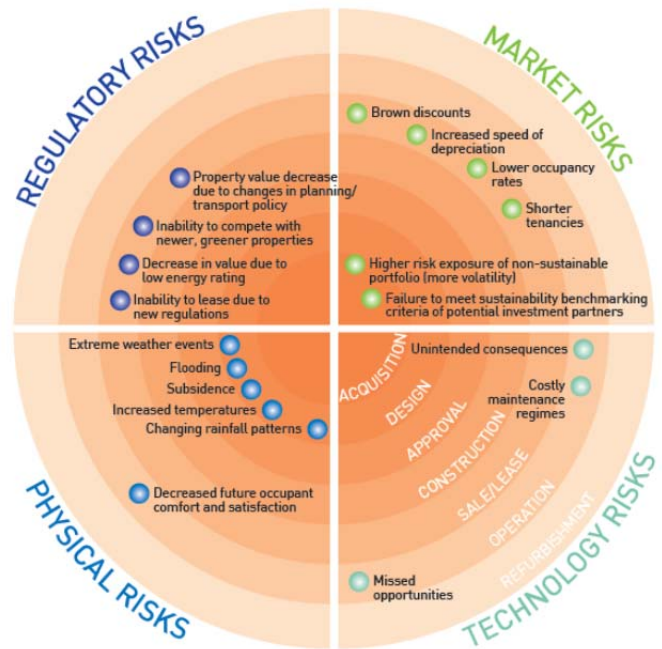 REGULATORY RISKS
Property value decrease
due to changes in planning/
transport policy
Inability to compete with
newer, greener properties
Decrease in value due to
low energy rating
Inability to lease due to
new regulations
MARKET RISKS
Brown discounts
Increased speed of
depreciation
Lower occupancy
rates
Shorter
tenancies
Higher risk exposure of non-sustainable
portfolio (more volatility)
Failure to meet sustainability benchmarking
criteria of potential investment partners
PHYSICAL RISKS
Extreme weather events
Flooding
Subsidence
Increased temperatures
Changing rainfall patterns
Decreased future occupant
comfort and satisfaction
TECHNOLOGY RISKS
Unintended consequences
Costly
maintenance
regimes
Missed
opportunities
ACQUISITION
DESIGN
APPROVAL
CONSTRUCTION
SALE/LEASE
OPERATION
REFURBISHMENT